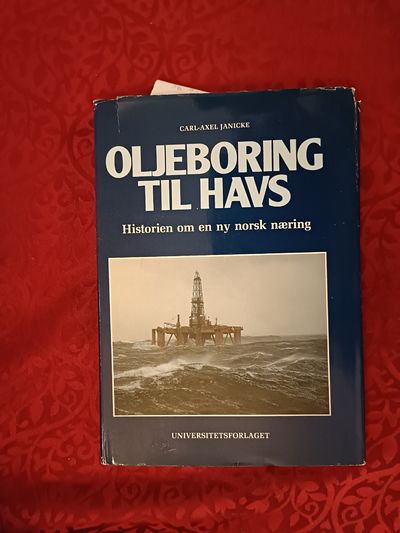 CARL-AXEL JANICKE
OLJEBORING
TIL HAVS
Historien om en ny norsk næring
UNIVERSITETSFORLAGET